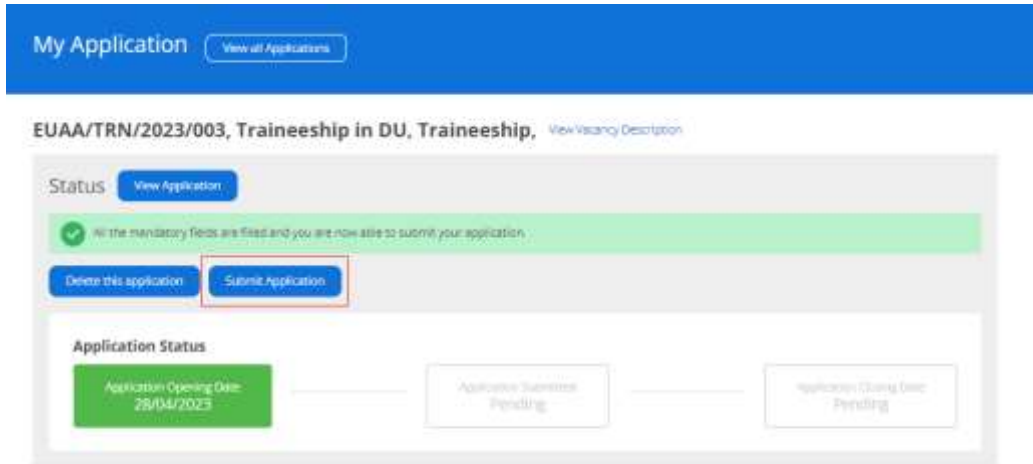 My Application View all Applications
EUAA/TRN/2023/003, Traineeship in DU, Traineeship, View Vacancy Description
Status View Application
All the mandatory fields are filled and you are now able to submit your application.
Delete this application Submit Application
Application Status
Application Opening Date Application Submitted Application Closing Date
28/04/2023 Pending Pending